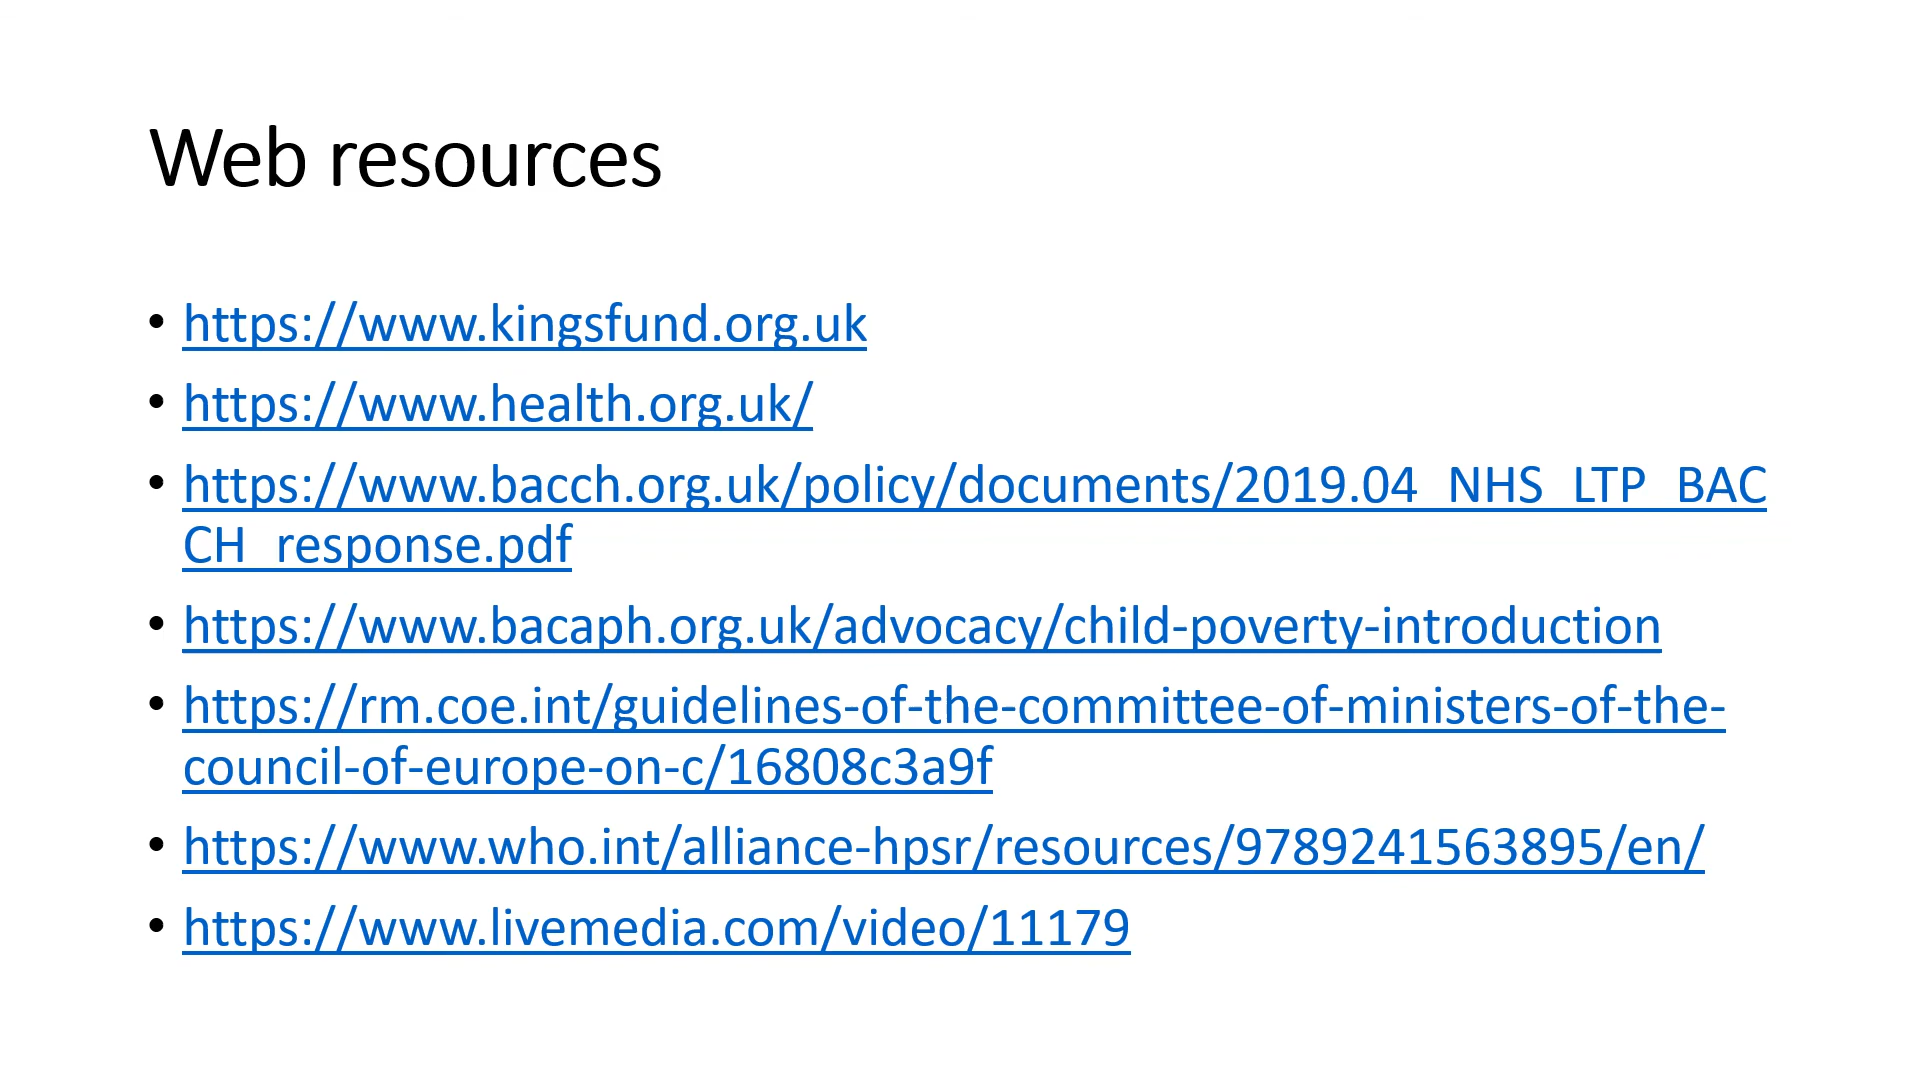 Web resources
• https://www.kingsfund.org.uk
• https://www.health.org.uk/
• https://www.bacch.org.uk/policy/documents/2019.04_NHS_LTP_BAC
CH_response.pdf
• https://www.bacaph.org.uk/advocacy/child-poverty-introduction
• https://rm.coe.int/guidelines-of-the-committee-of-ministers-of-the-
council-of-europe-on-c/16808c3a9f
• https://www.who.int/alliance-hpsr/resources/9789241563895/en/
• https://www.livemedia.com/video/11179